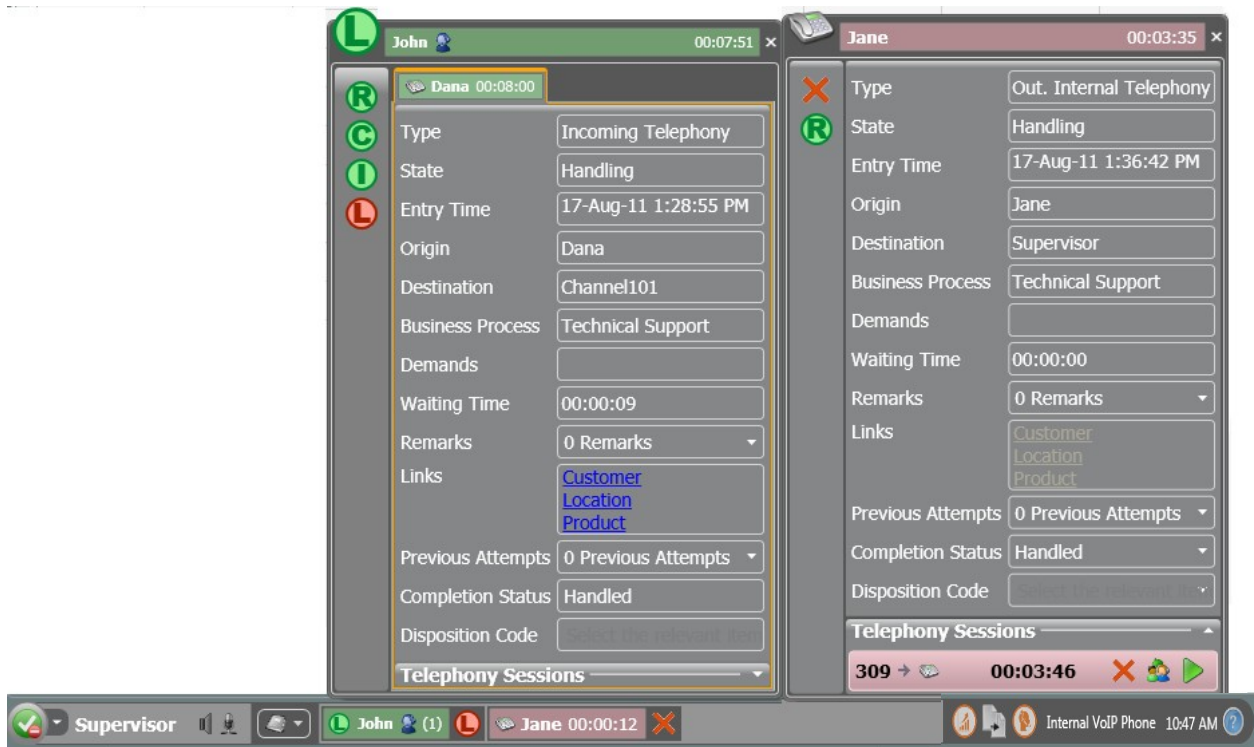 L John 00:07:51 ×
Dana 00:08:00
R
C
I
L
Type Incoming Telephony
State Handling
Entry Time 17-Aug-11 1:28:55 PM
Origin Dana
Destination Channel101
Business Process Technical Support
Demands
Waiting Time 00:00:09
Remarks 0 Remarks
Links Customer
Location
Product
Previous Attempts 0 Previous Attempts
Completion Status Handled
Disposition Code Select the relevant item
Telephony Sessions
Jane 00:03:35 ×
R
Type Out. Internal Telephony
State Handling
Entry Time 17-Aug-11 1:36:42 PM
Origin Jane
Destination Supervisor
Business Process Technical Support
Demands
Waiting Time 00:00:00
Remarks 0 Remarks
Links Customer
Location
Product
Previous Attempts 0 Previous Attempts
Completion Status Handled
Disposition Code Select the relevant item
Telephony Sessions
309 → 00:03:46
Supervisor L John (1) L Jane 00:00:12 Internal VoIP Phone 10:47 AM ?